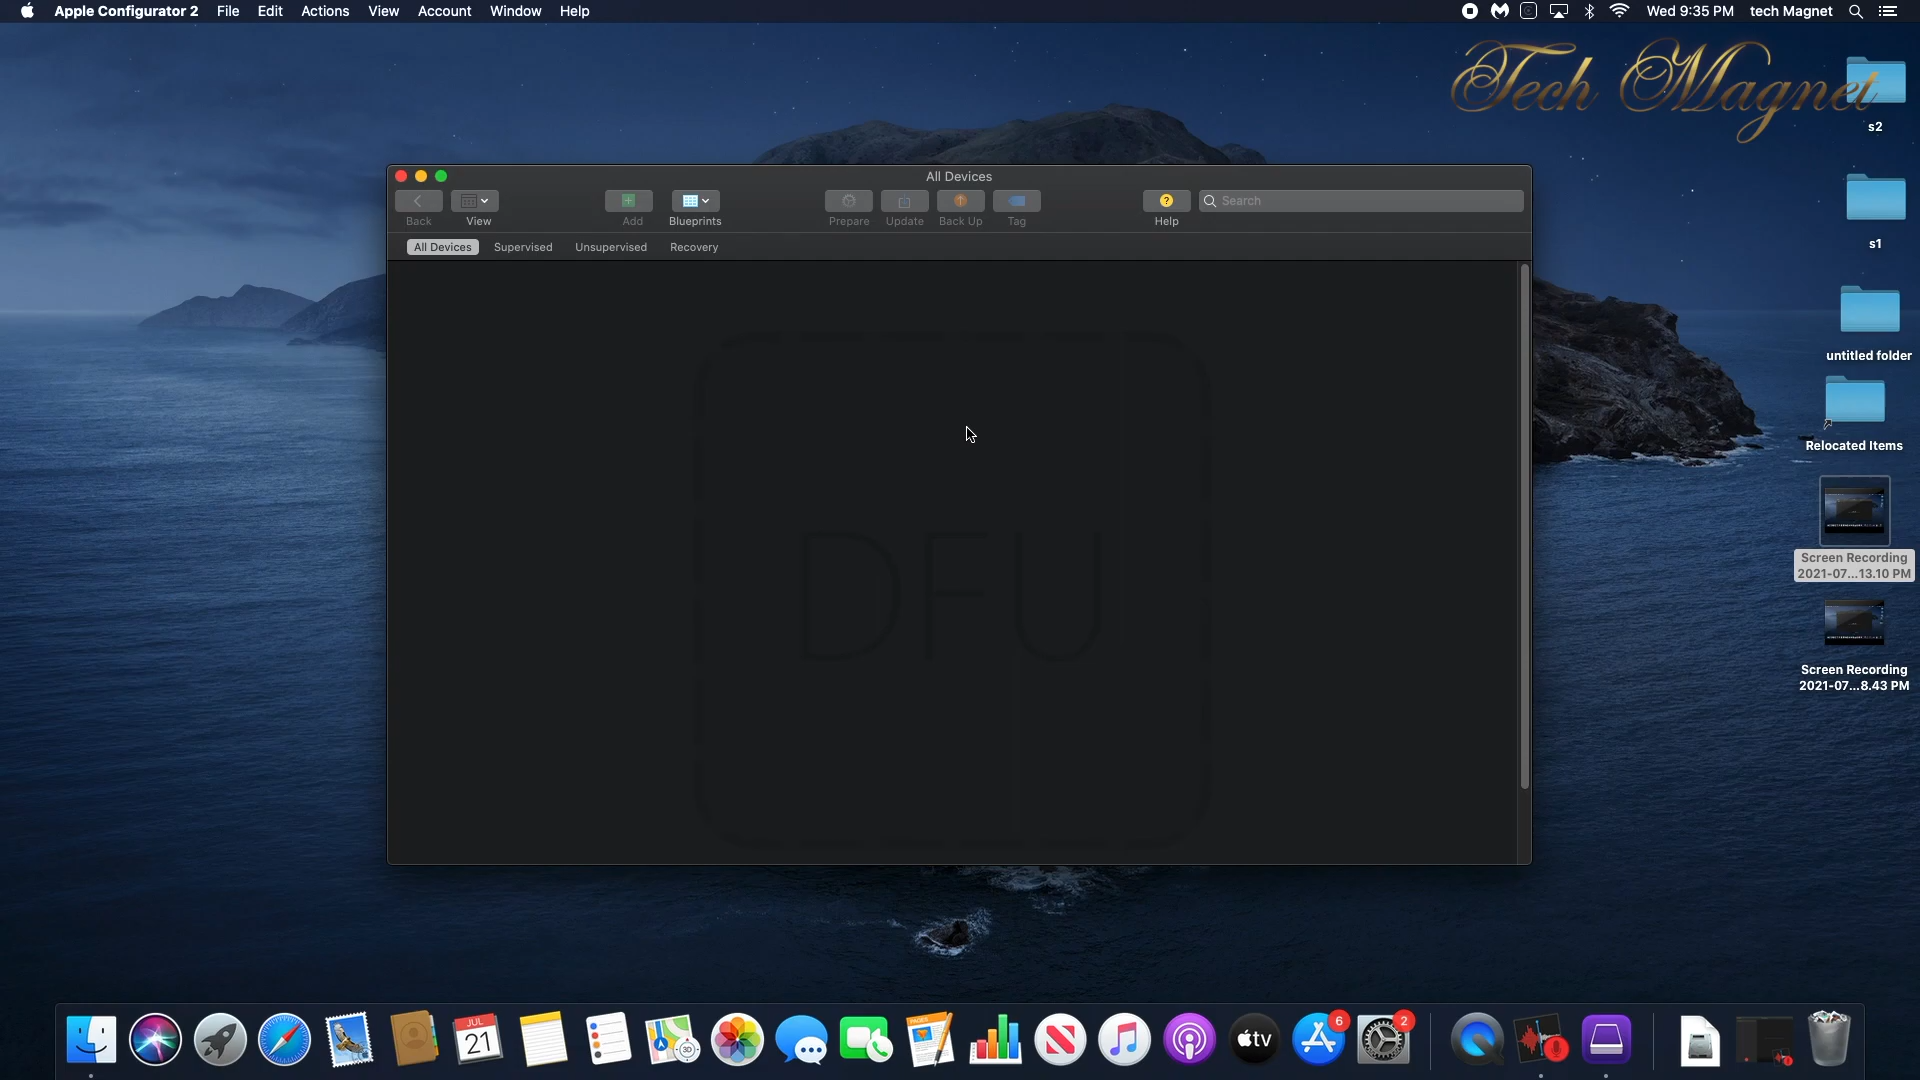 Apple Configurator 2 File Edit Actions View Account Window Help
Wed 9:35 PM tech Magnet
Tech Magnet
s2
s1
untitled folder
Relocated Items
Screen Recording
2021-07...13.10 PM
Screen Recording
2021-07...8.43 PM
All Devices
Back View Add Blueprints Prepare Update Back Up Tag Help
Search
All Devices Supervised Unsupervised Recovery
DFU
JUL
21
3D
PAGES
tv
6
2